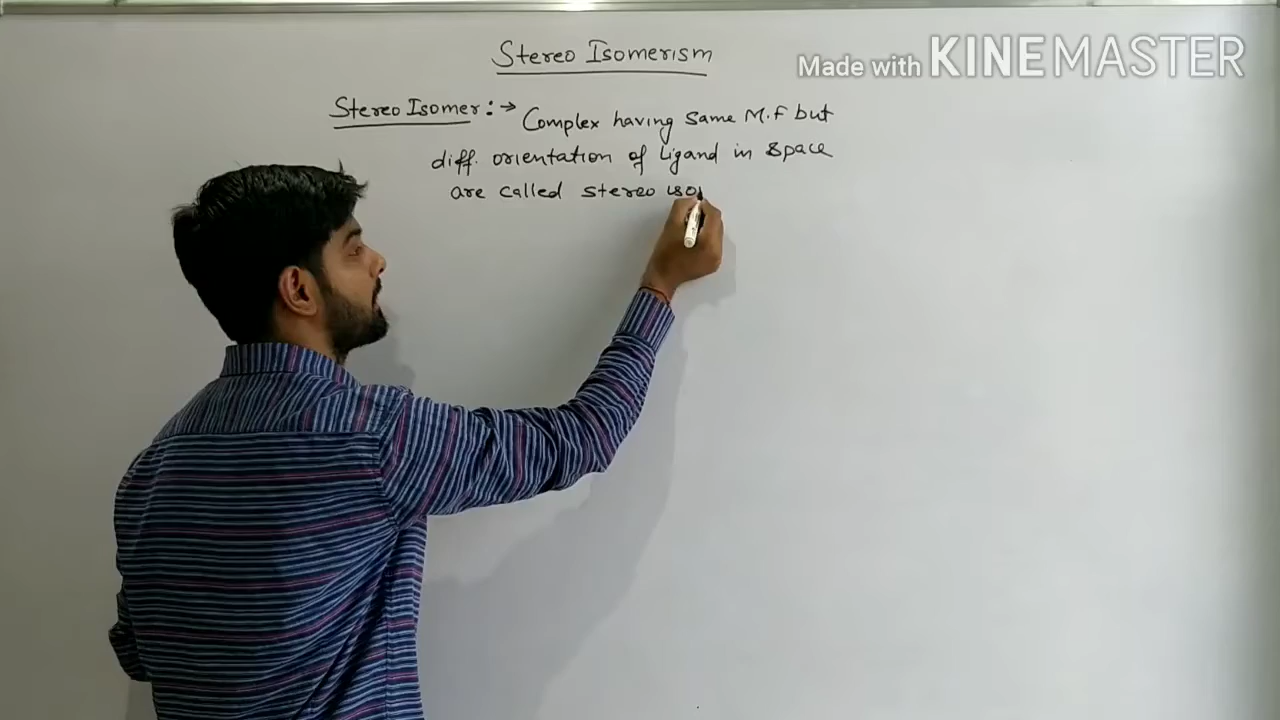 Stereo Isomerism
Made with KINEMASTER
Stereo Isomer :→ Complex having same M.F but
diff. orientation of Ligand in space
are called stereo iso